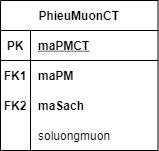 PhieuMuonCT
PK maPMCT
FK1 maPM
FK2 maSach
soluongmuon